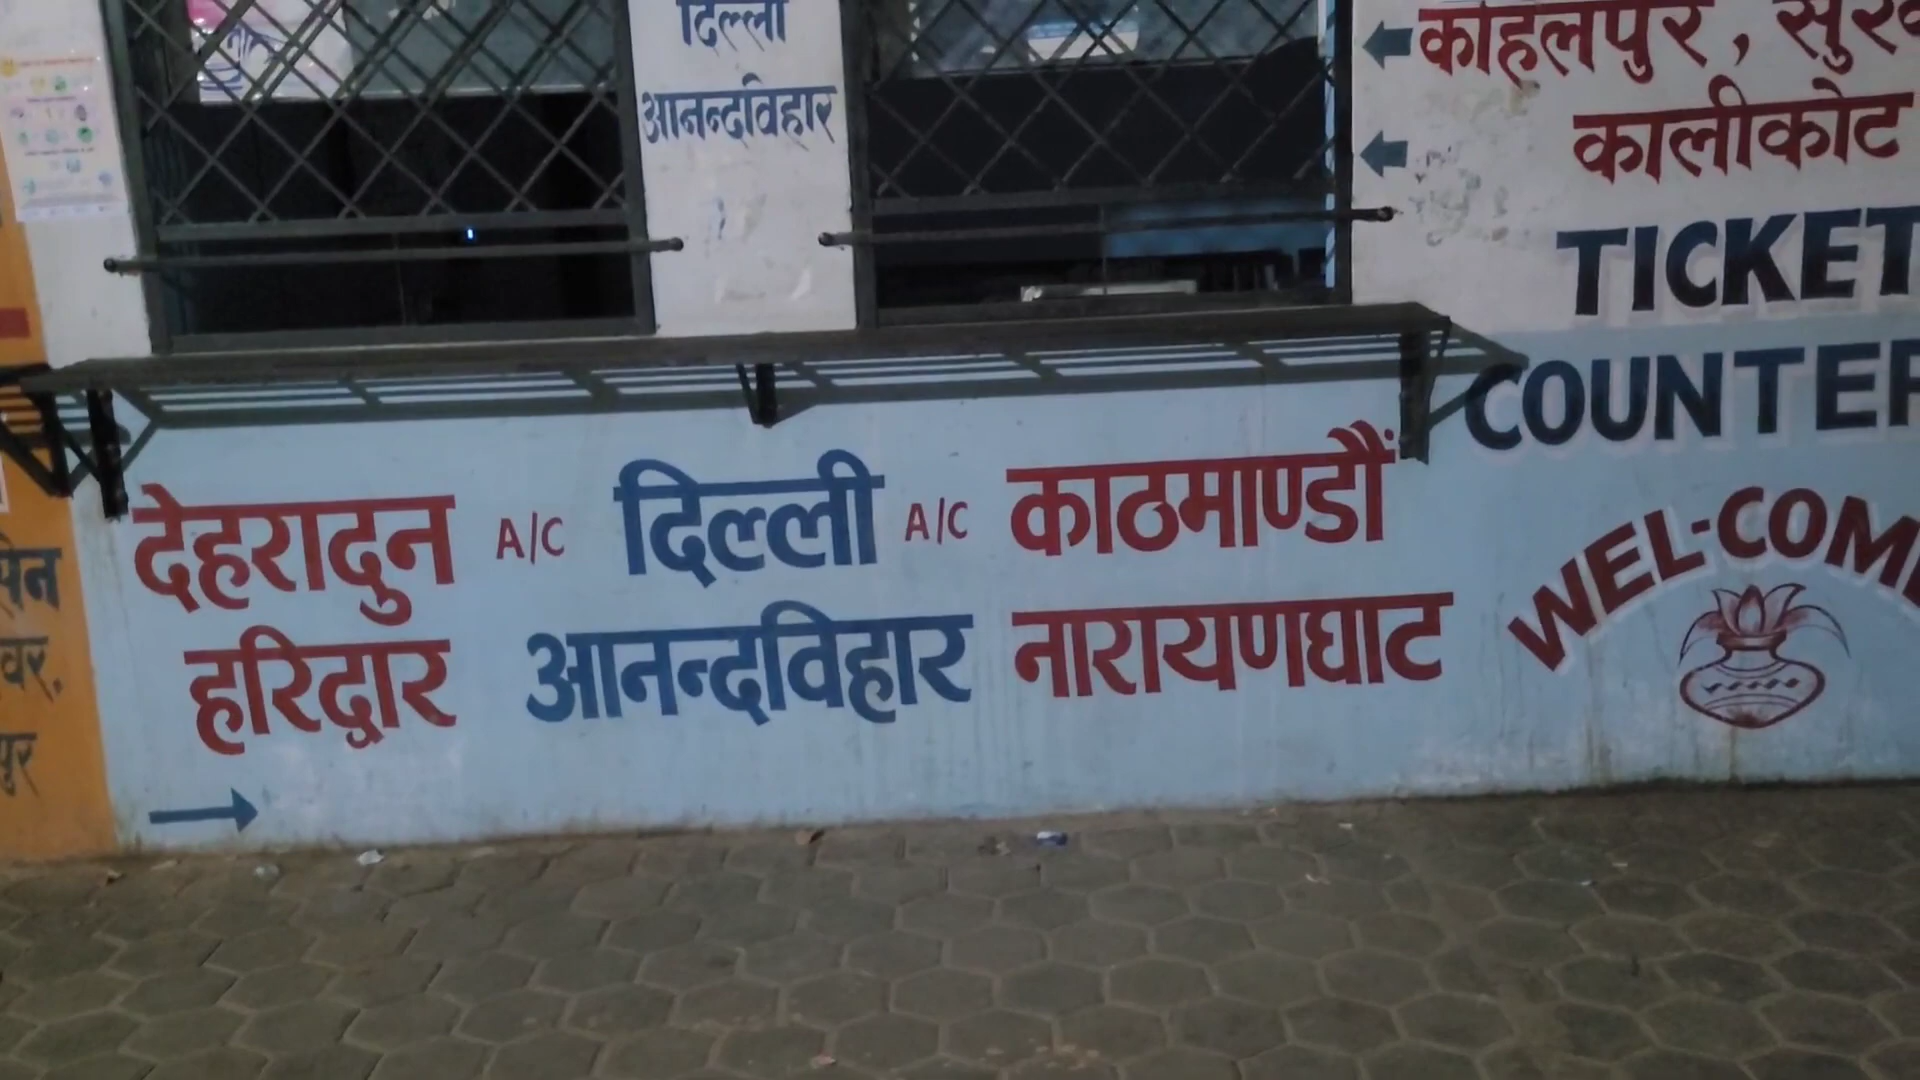 दिल्ली
आनन्दविहार
कोहलपुर, सुर
कालीकोट
TICKET
COUNTER
देहरादुन A/C दिल्ली A/C काठमाण्डौं
हरिद्वार आनन्दविहार नारायणघाट
WEL-COME